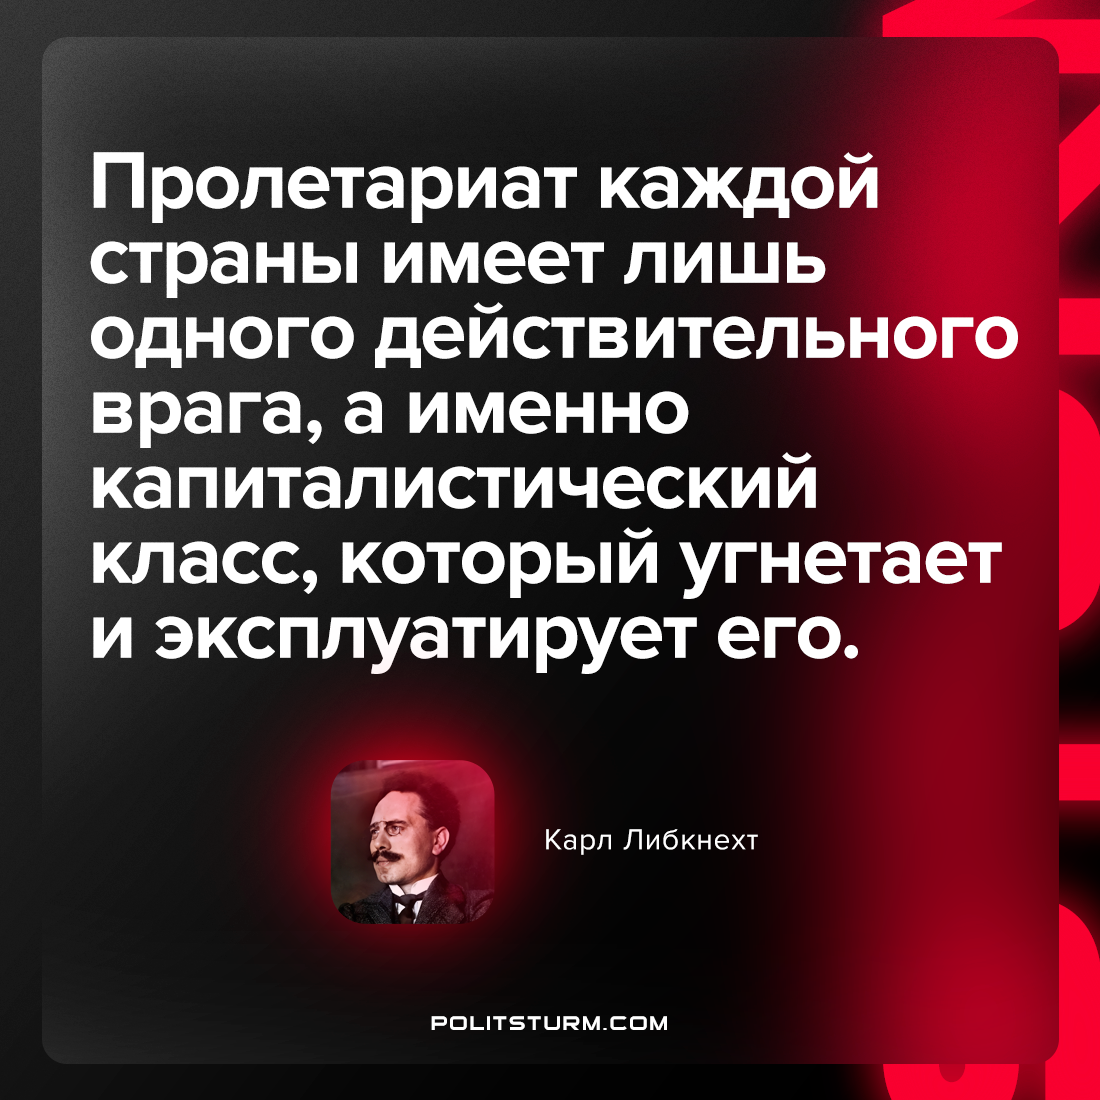 Пролетариат каждой
страны имеет лишь
одного действительного
врага, а именно
капиталистический
класс, который угнетает
и эксплуатирует его.
Карл Либкнехт
POLITSTURM.COM